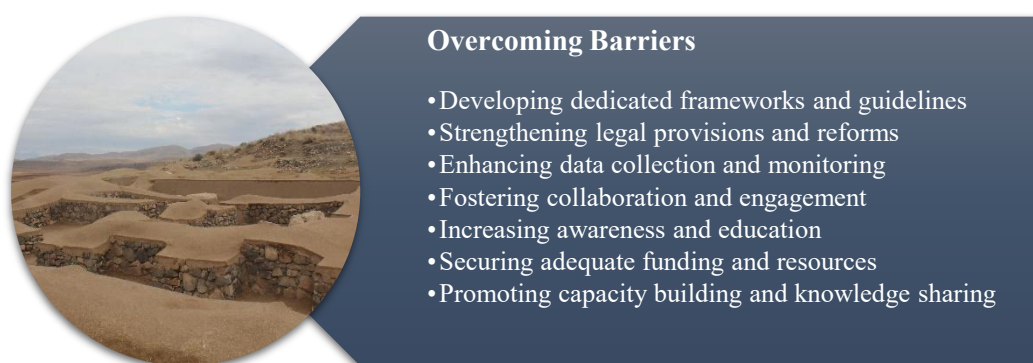 Overcoming Barriers
•Developing dedicated frameworks and guidelines
•Strengthening legal provisions and reforms
•Enhancing data collection and monitoring
•Fostering collaboration and engagement
•Increasing awareness and education
•Securing adequate funding and resources
•Promoting capacity building and knowledge sharing